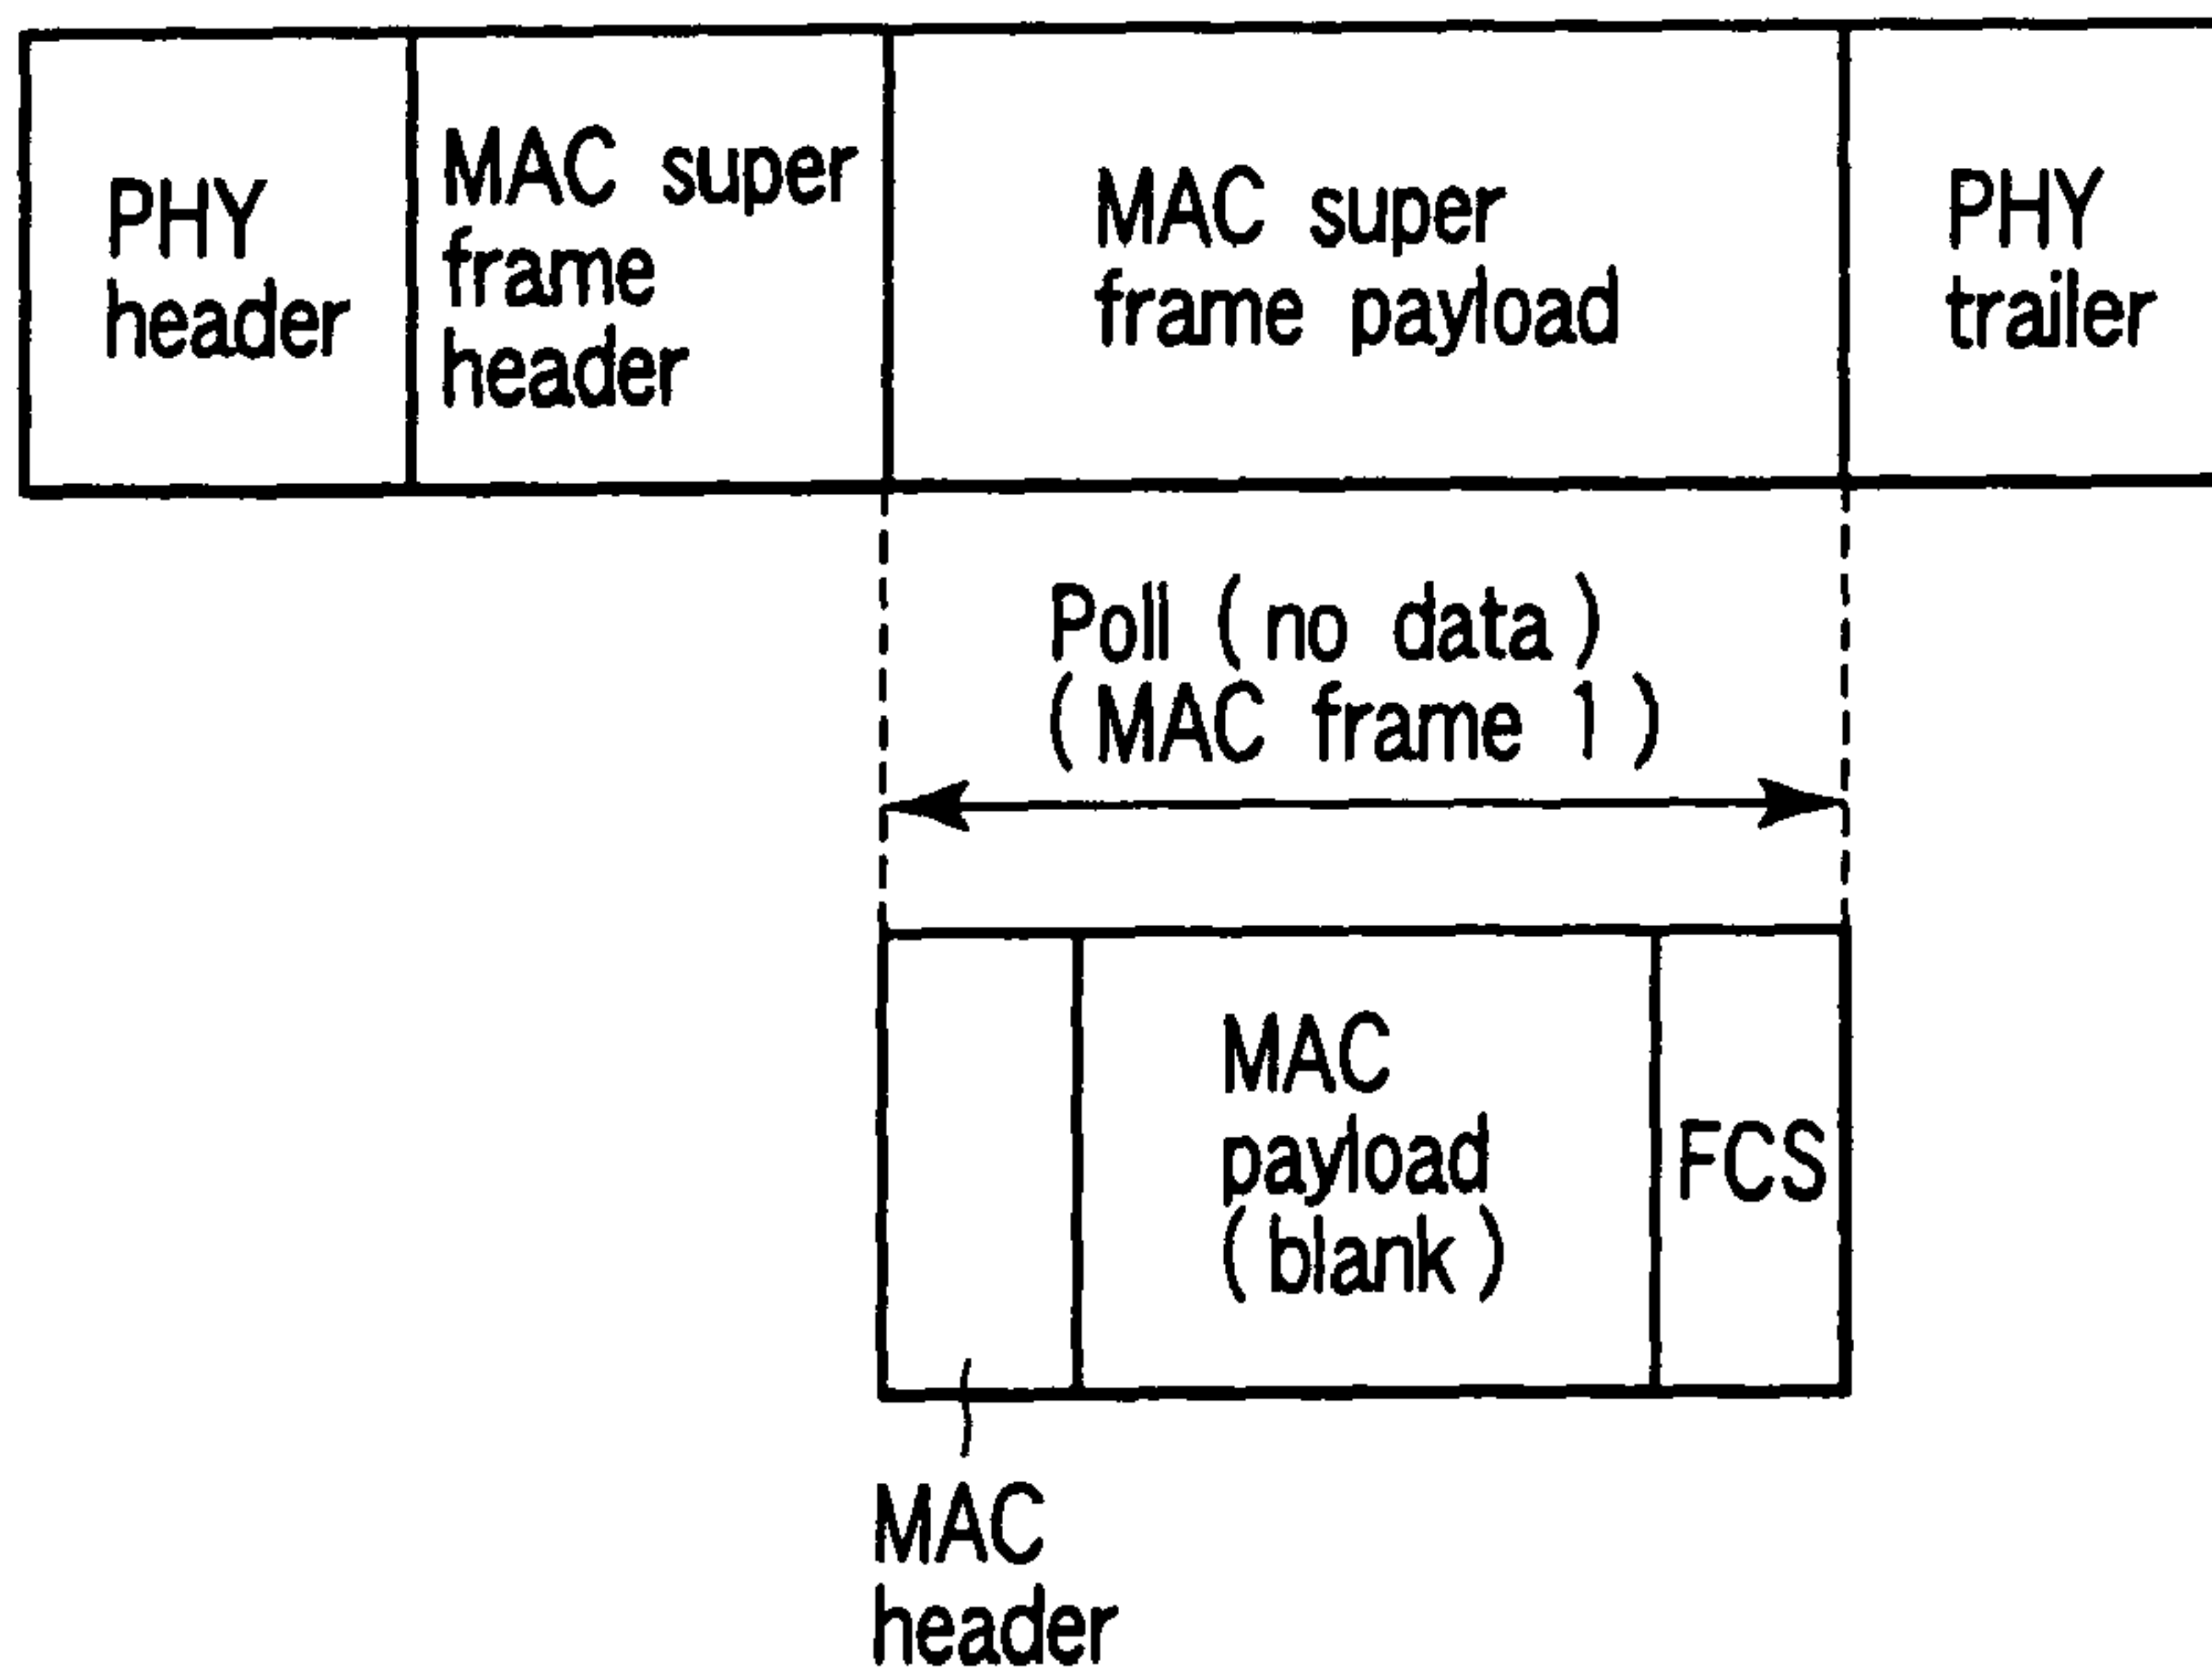 PHY
header
MAC super
frame
header
MAC super
frame payload
PHY
trailer
Poll (no data)
(MAC frame 1)
MAC
payload
(blank)
FCS
MAC
header